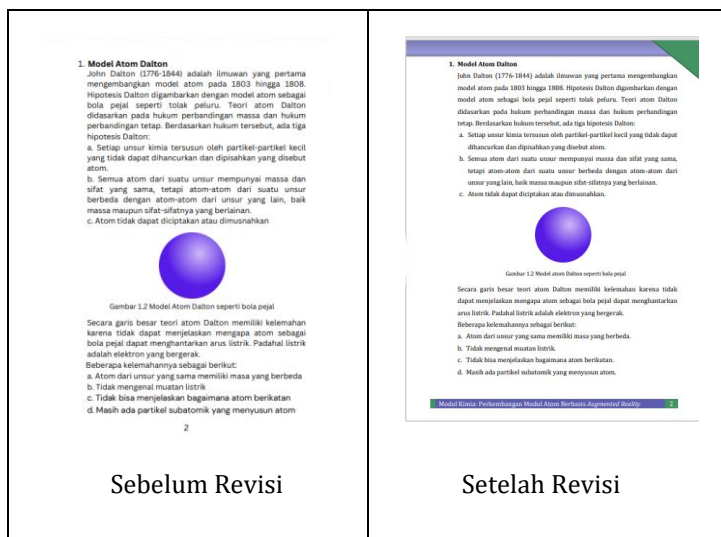 1. Model Atom Dalton
John Dalton (1776-1844) adalah ilmuwan yang pertama
mengembangkan model atom pada 1803 hingga 1808.
Hipotesis Dalton digambarkan dengan model atom sebagai
bola pejal seperti tolak peluru. Teori atom Dalton
didasarkan pada hukum perbandingan massa dan hukum
perbandingan tetap. Berdasarkan hukum tersebut, ada tiga
hipotesis Dalton:
a. Setiap unsur kimia tersusun oleh partikel-partikel kecil
yang tidak dapat dihancurkan dan dipisahkan yang disebut
atom.
b. Semua atom dari suatu unsur mempunyai massa dan
sifat yang sama, tetapi atom-atom dari suatu unsur
berbeda dengan atom-atom dari unsur yang lain, baik
massa maupun sifat-sifatnya yang berlainan.
c. Atom tidak dapat diciptakan atau dimusnahkan
Gambar 1.2 Model Atom Dalton seperti bola pejal
Secara garis besar teori atom Dalton memiliki kelemahan
karena tidak dapat menjelaskan mengapa atom sebagai
bola pejal dapat menghantarkan arus listrik. Padahal listrik
adalah elektron yang bergerak.
Beberapa kelemahannya sebagai berikut:
a. Atom dari unsur yang sama memiliki masa yang berbeda
b. Tidak mengenal muatan listrik
c. Tidak bisa menjelaskan bagaimana atom berikatan
d. Masih ada partikel subatomik yang menyusun atom
2
Sebelum Revisi
1. Model Atom Dalton
John Dalton (1776-1844) adalah ilmuwan yang pertama mengembangkan
model atom pada 1803 hingga 1808. Hipotesis Dalton digambarkan dengan
model atom sebagai bola pejal seperti tolak peluru. Teori atom Dalton
didasarkan pada hukum perbandingan massa dan hukum perbandingan
tetap. Berdasarkan hukum tersebut, ada tiga hipotesis Dalton:
a. Setiap unsur kimia tersusun oleh partikel-partikel kecil yang tidak dapat
dihancurkan dan dipisahkan yang disebut atom.
b. Semua atom dari suatu unsur mempunyai massa dan sifat yang sama,
tetapi atom-atom dari suatu unsur berbeda dengan atom-atom dari
unsur yang lain, baik massa maupun sifat-sifatnya yang berlainan.
c. Atom tidak dapat diciptakan atau dimusnahkan.
Gambar 1.2 Model atom Dalton seperti bola pejal
Secara garis besar teori atom Dalton memiliki kelemahan karena tidak
dapat menjelaskan mengapa atom sebagai bola pejal dapat menghantarkan
arus listrik. Padahal listrik adalah elektron yang bergerak.
Beberapa kelemahannya sebagai berikut:
a. Atom dari unsur yang sama memiliki masa yang berbeda.
b. Tidak mengenal muatan listrik.
c. Tidak bisa menjelaskan bagaimana atom berikatan.
d. Masih ada partikel subatomik yang menyusun atom.
Modul Kimia: Perkembangan Modul Atom Berbasis Augmented Reality 2
Setelah Revisi